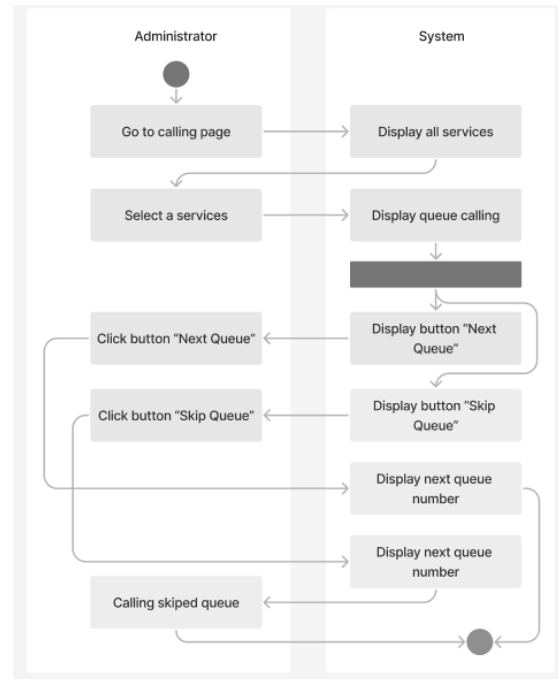 Administrator
System
Go to calling page
Display all services
Select a services
Display queue calling
Click button “Next Queue”
Display button “Next
Queue”
Click button “Skip Queue”
Display button “Skip
Queue”
Display next queue
number
Display next queue
number
Calling skiped queue